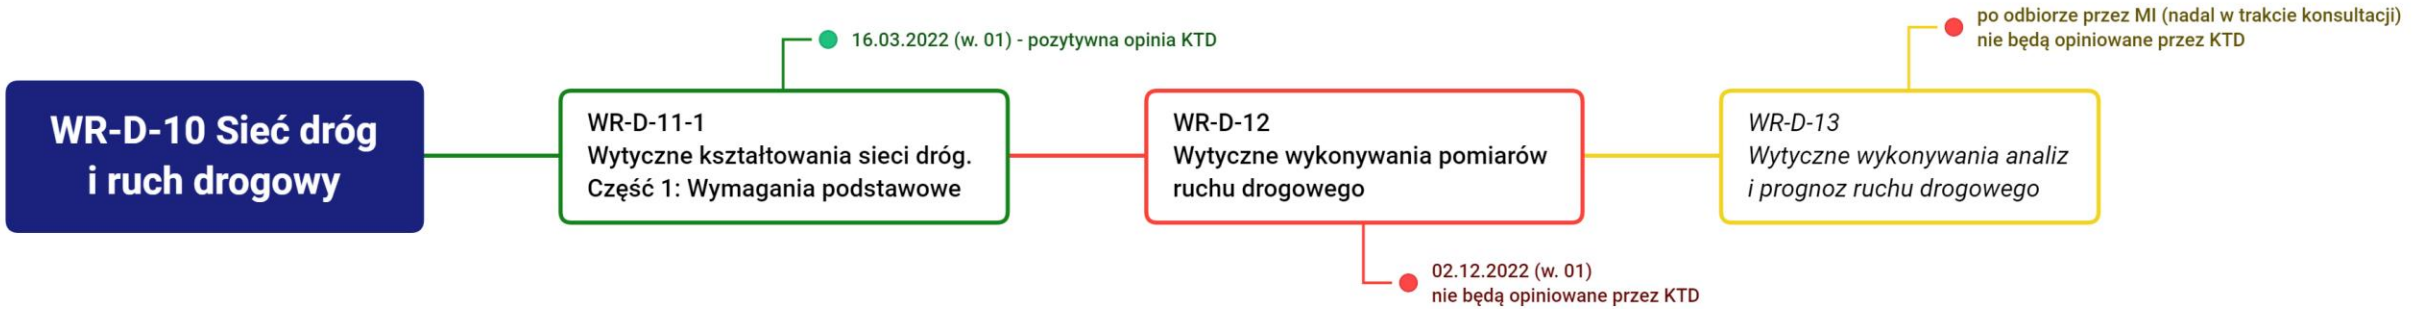 WR-D-10 Sieć dróg
i ruch drogowy
16.03.2022 (w. 01) - pozytywna opinia KTD
WR-D-11-1
Wytyczne kształtowania sieci dróg.
Część 1: Wymagania podstawowe
WR-D-12
Wytyczne wykonywania pomiarów
ruchu drogowego
02.12.2022 (w. 01)
nie będą opiniowane przez KTD
po odbiorze przez MI (nadal w trakcie konsultacji)
nie będą opiniowane przez KTD
WR-D-13
Wytyczne wykonywania analiz
i prognoz ruchu drogowego